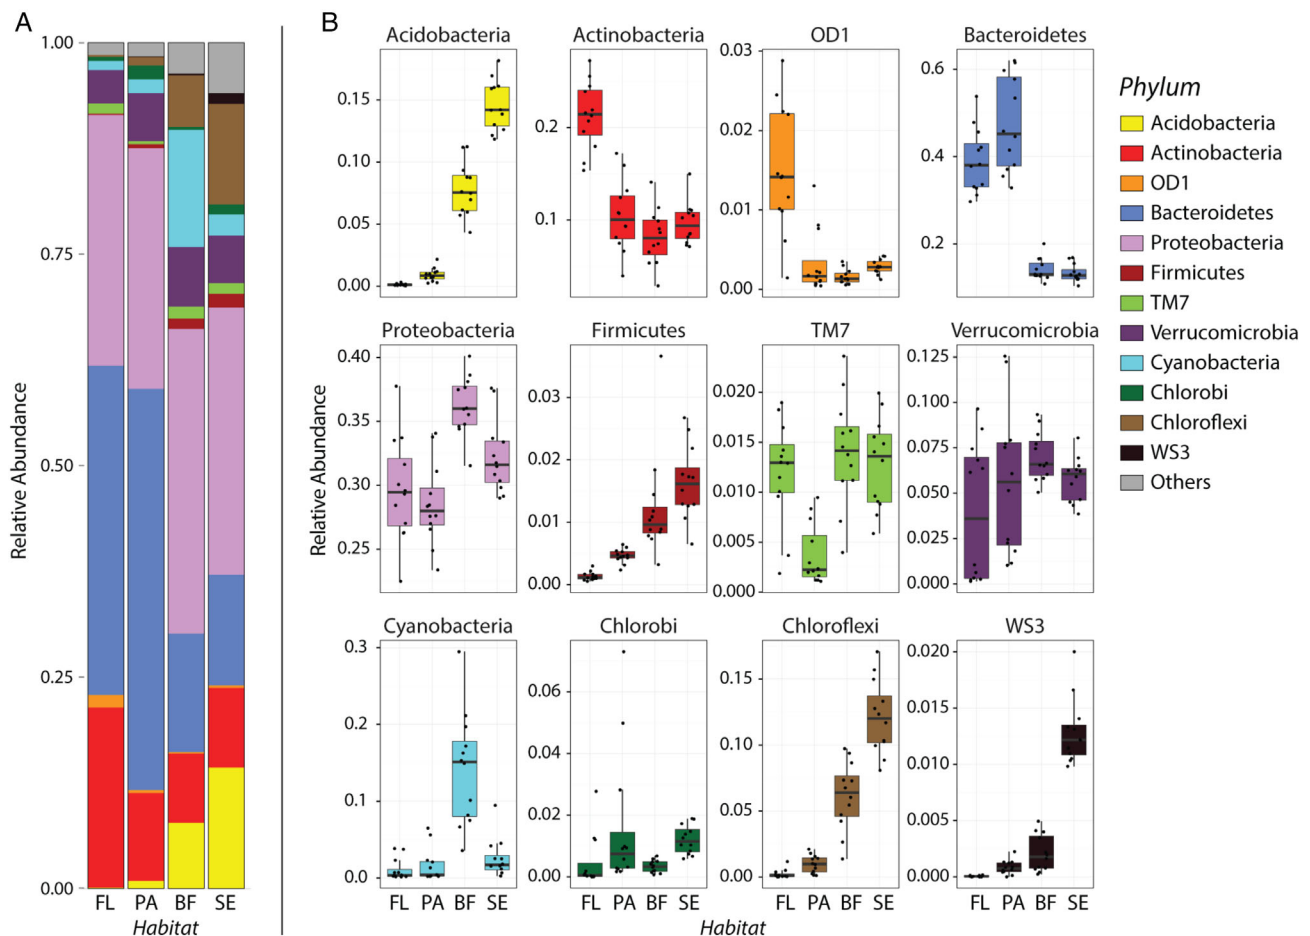 A
1.00
0.75
0.50
0.25
0.00
Relative Abundance
FL PA BF SE
Habitat
B
Acidobacteria Actinobacteria OD1 Bacteroidetes
0.15
0.10
0.05
0.00
0.2
0.1
0.03
0.02
0.01
0.00
0.6
0.4
0.2
Proteobacteria Firmicutes TM7 Verrucomicrobia
0.40
0.35
0.30
0.25
0.03
0.02
0.01
0.00
0.020
0.015
0.010
0.005
0.000
0.125
0.100
0.075
0.050
0.025
0.000
Relative Abundance
Cyanobacteria Chlorobi Chloroflexi WS3
0.3
0.2
0.1
0.0
0.06
0.04
0.02
0.00
0.15
0.10
0.05
0.00
0.020
0.015
0.010
0.005
0.000
FL PA BF SE FL PA BF SE FL PA BF SE FL PA BF SE
Habitat
Phylum
Acidobacteria
Actinobacteria
OD1
Bacteroidetes
Proteobacteria
Firmicutes
TM7
Verrucomicrobia
Cyanobacteria
Chlorobi
Chloroflexi
WS3
Others